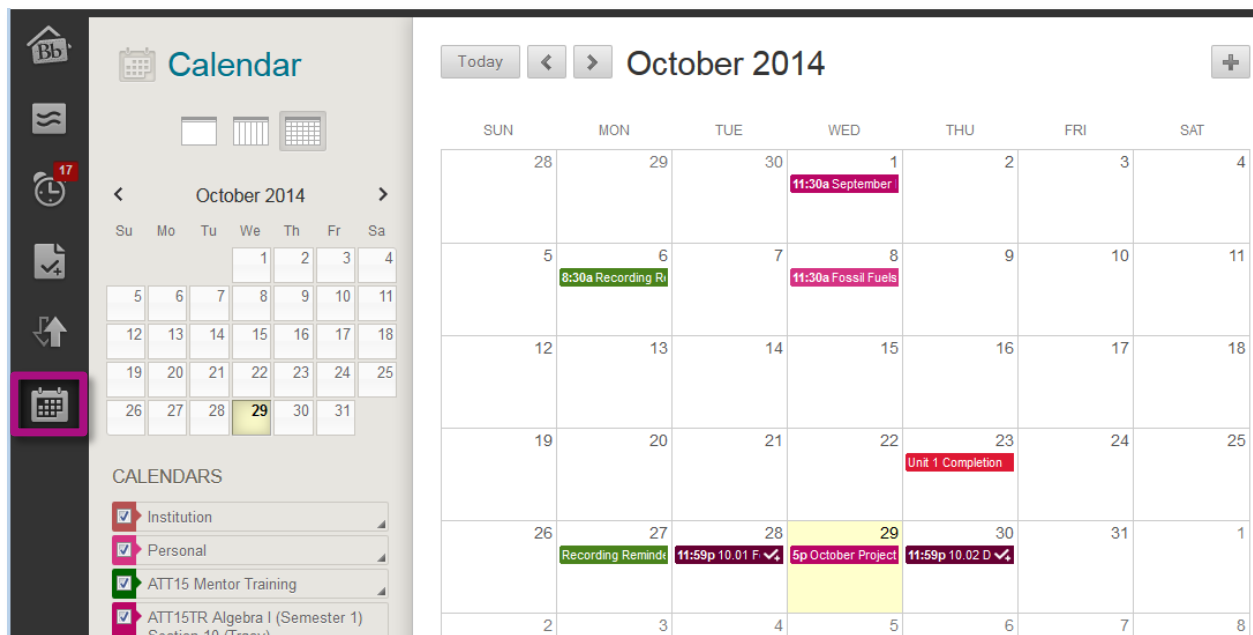 Bb
17
Calendar
October 2014
Su Mo Tu We Th Fr Sa
1 2 3 4
5 6 7 8 9 10 11
12 13 14 15 16 17 18
19 20 21 22 23 24 25
26 27 28 29 30 31
CALENDARS
Institution
Personal
ATT15 Mentor Training
ATT15TR Algebra I (Semester 1)
Section 10 (Tracy)
Today October 2014
SUN MON TUE WED THU FRI SAT
28 29 30 1 2 3 4
11:30a September
5 6 7 8 9 10 11
8:30a Recording 11:30a Fossil Fuels
12 13 14 15 16 17 18
19 20 21 22 23 24 25
Unit 1 Completion
26 27 28 29 30 31 1
Recording 11:59p 10.01 5p October Project 11:59p 10.02 D
2 3 4 5 6 7 8